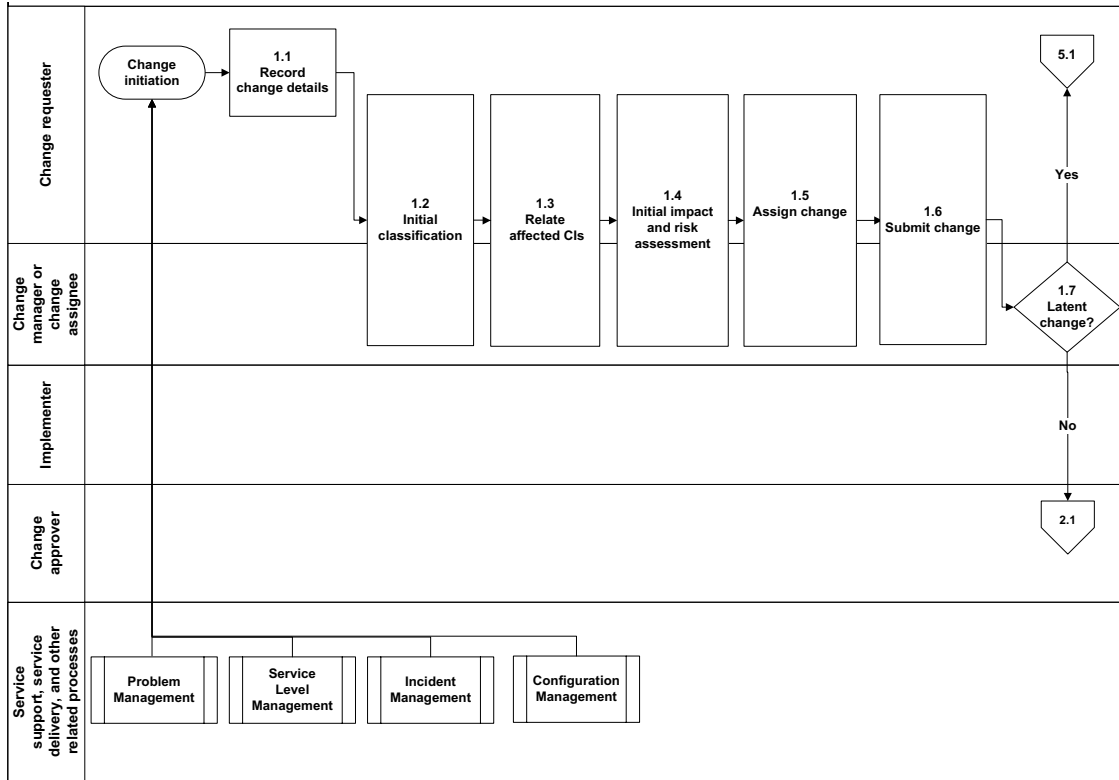 Change requester
Change
initiation
1.1
Record
change details
1.2
Initial
classification
1.3
Relate
affected CIs
1.4
Initial impact
and risk
assessment
1.5
Assign change
1.6
Submit change
5.1
Yes
Change
manager or
change
assignee
1.7
Latent
change?
Implementer
No
Change
approver
2.1
Service
support, service
delivery, and other
related processes
Problem
Management
Service
Level
Management
Incident
Management
Configuration
Management